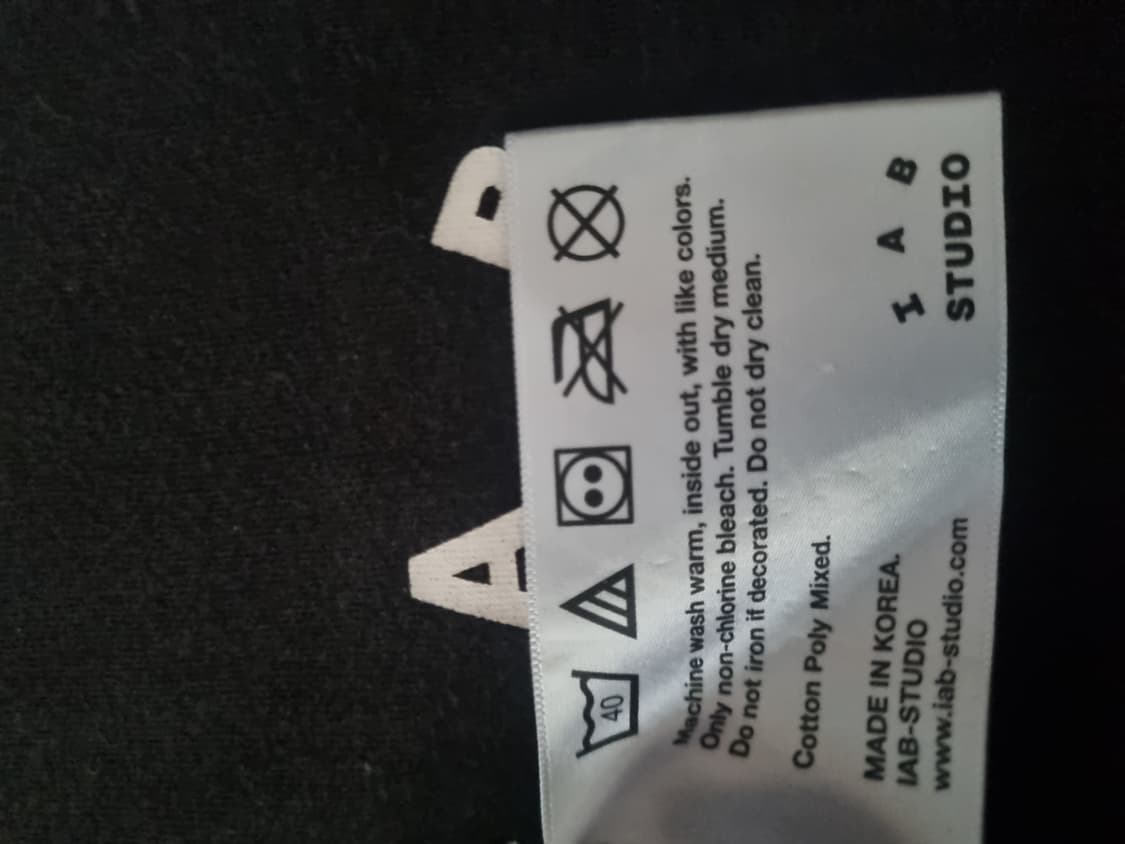 A B
40
Machine wash warm, inside out, with like colors.
Only non-chlorine bleach. Tumble dry medium.
Do not iron if decorated. Do not dry clean.
Cotton Poly Mixed.
MADE IN KOREA.
IAB-STUDIO
www.iab-studio.com
I A B
STUDIO